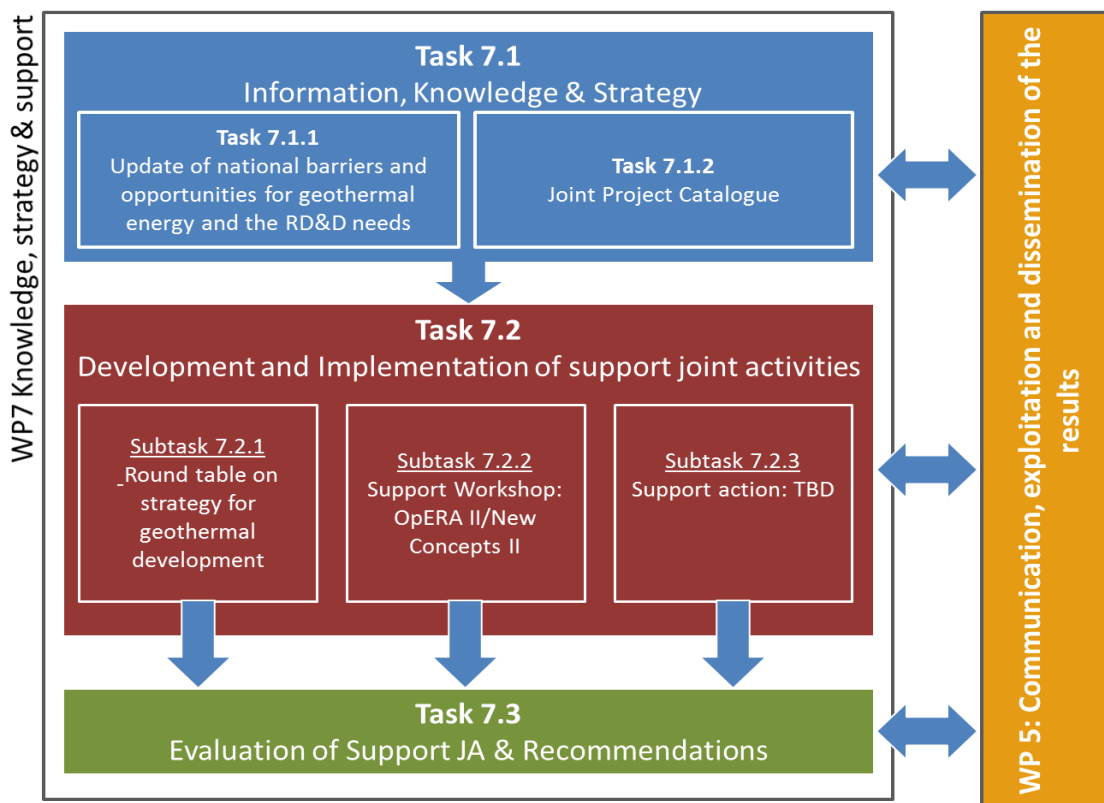 WP7 Knowledge, strategy & support
Task 7.1
Information, Knowledge & Strategy
Task 7.1.1
Update of national barriers and
opportunities for geothermal
energy and the RD&D needs
Task 7.1.2
Joint Project Catalogue
Task 7.2
Development and Implementation of support joint activities
Subtask 7.2.1
-Round table on
strategy for
geothermal
development
Subtask 7.2.2
Support Workshop:
OpERA II/New
Concepts II
Subtask 7.2.3
Support action: TBD
Task 7.3
Evaluation of Support JA & Recommendations
WP 5: Communication, exploitation and dissemination of the
results